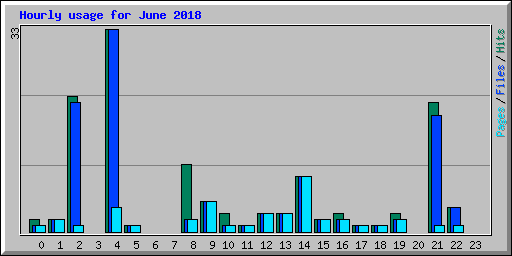 Hourly usage for June 2018
33
Pages / Files / Hits
0 1 2 3 4 5 6 7 8 9 10 11 12 13 14 15 16 17 18 19 20 21 22 23